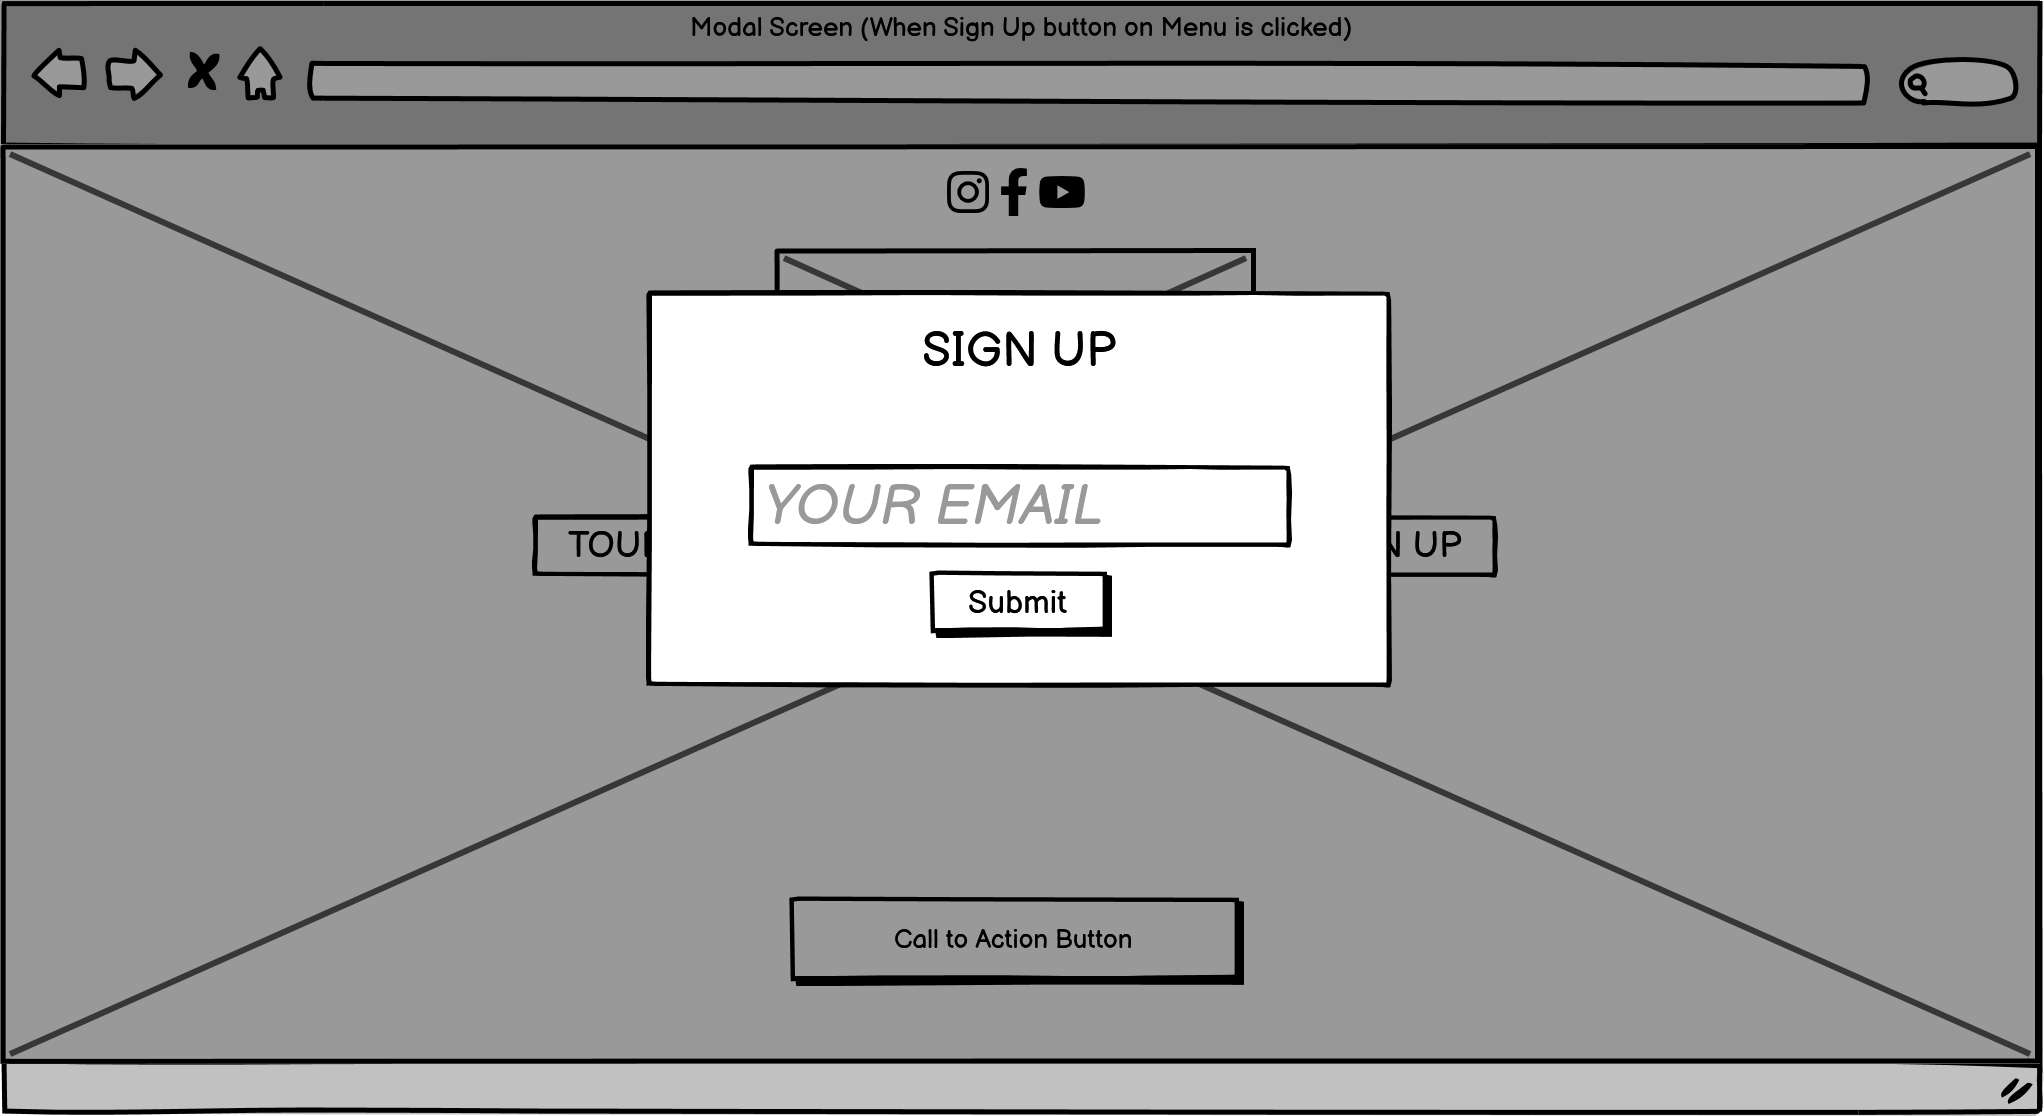 Modal Screen (When Sign Up button on Menu is clicked)
SIGN UP
YOUR EMAIL
TOU
N UP
Submit
Call to Action Button